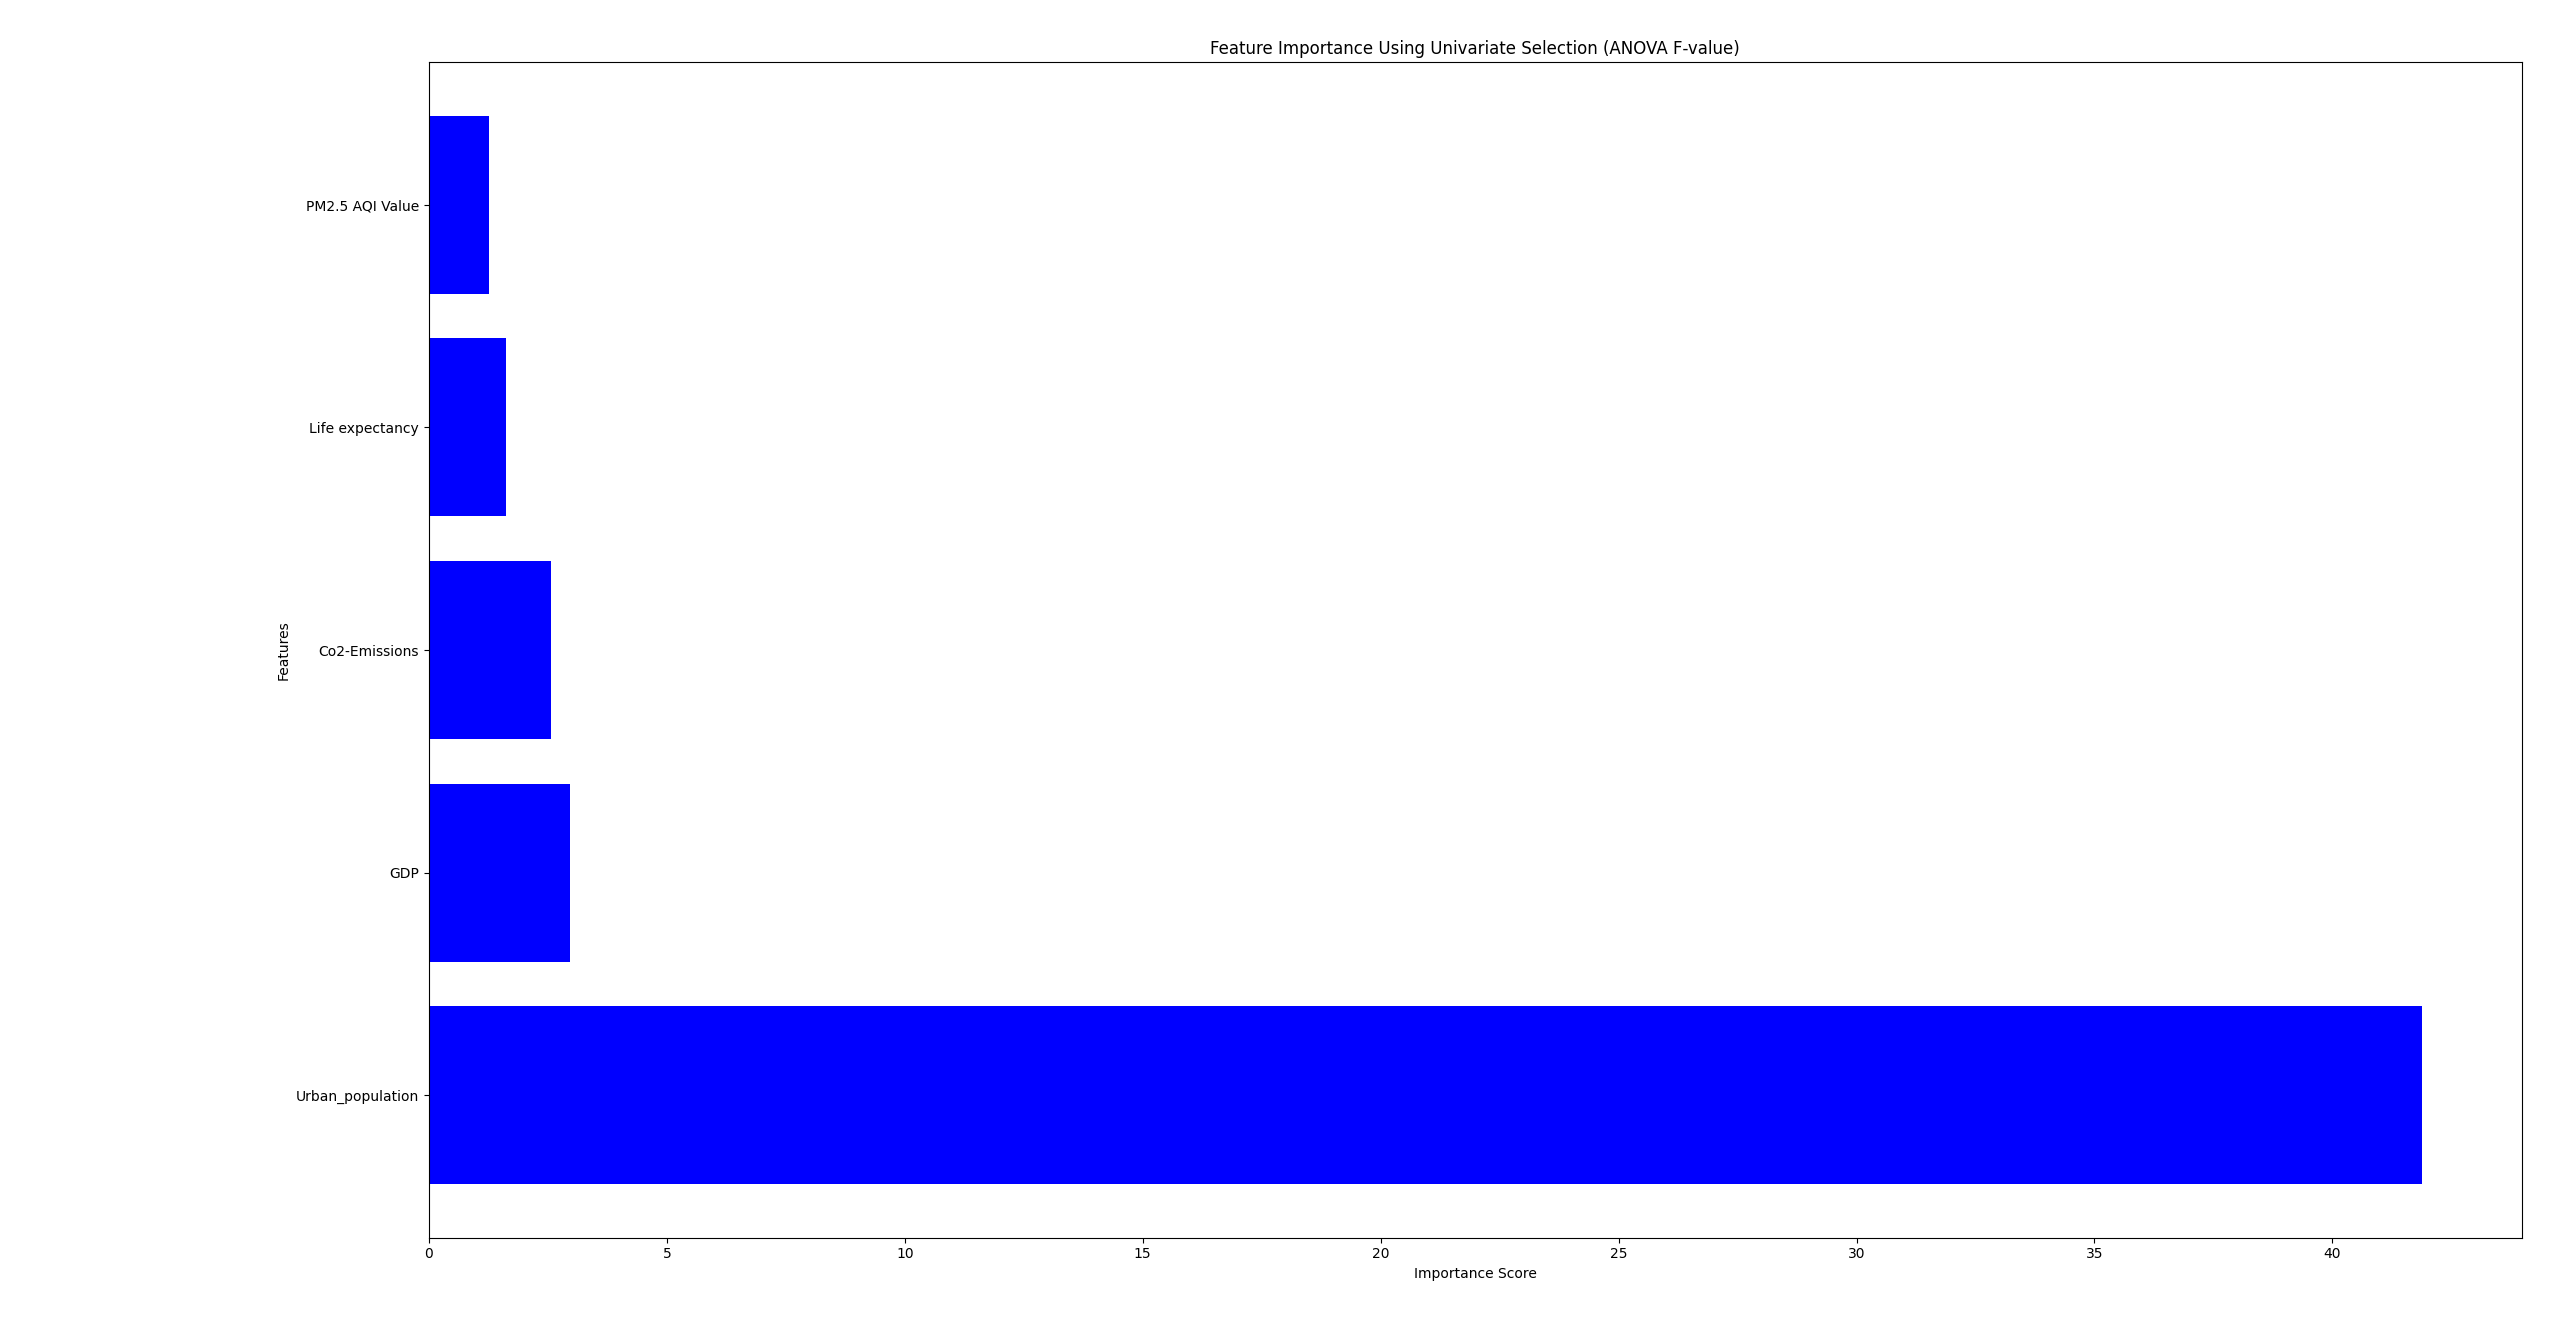 Feature Importance Using Univariate Selection (ANOVA F-value)
PM2.5 AQI Value
Life expectancy
Co2-Emissions
GDP
Urban_population
Features
0 5 10 15 20 25 30 35 40
Importance Score